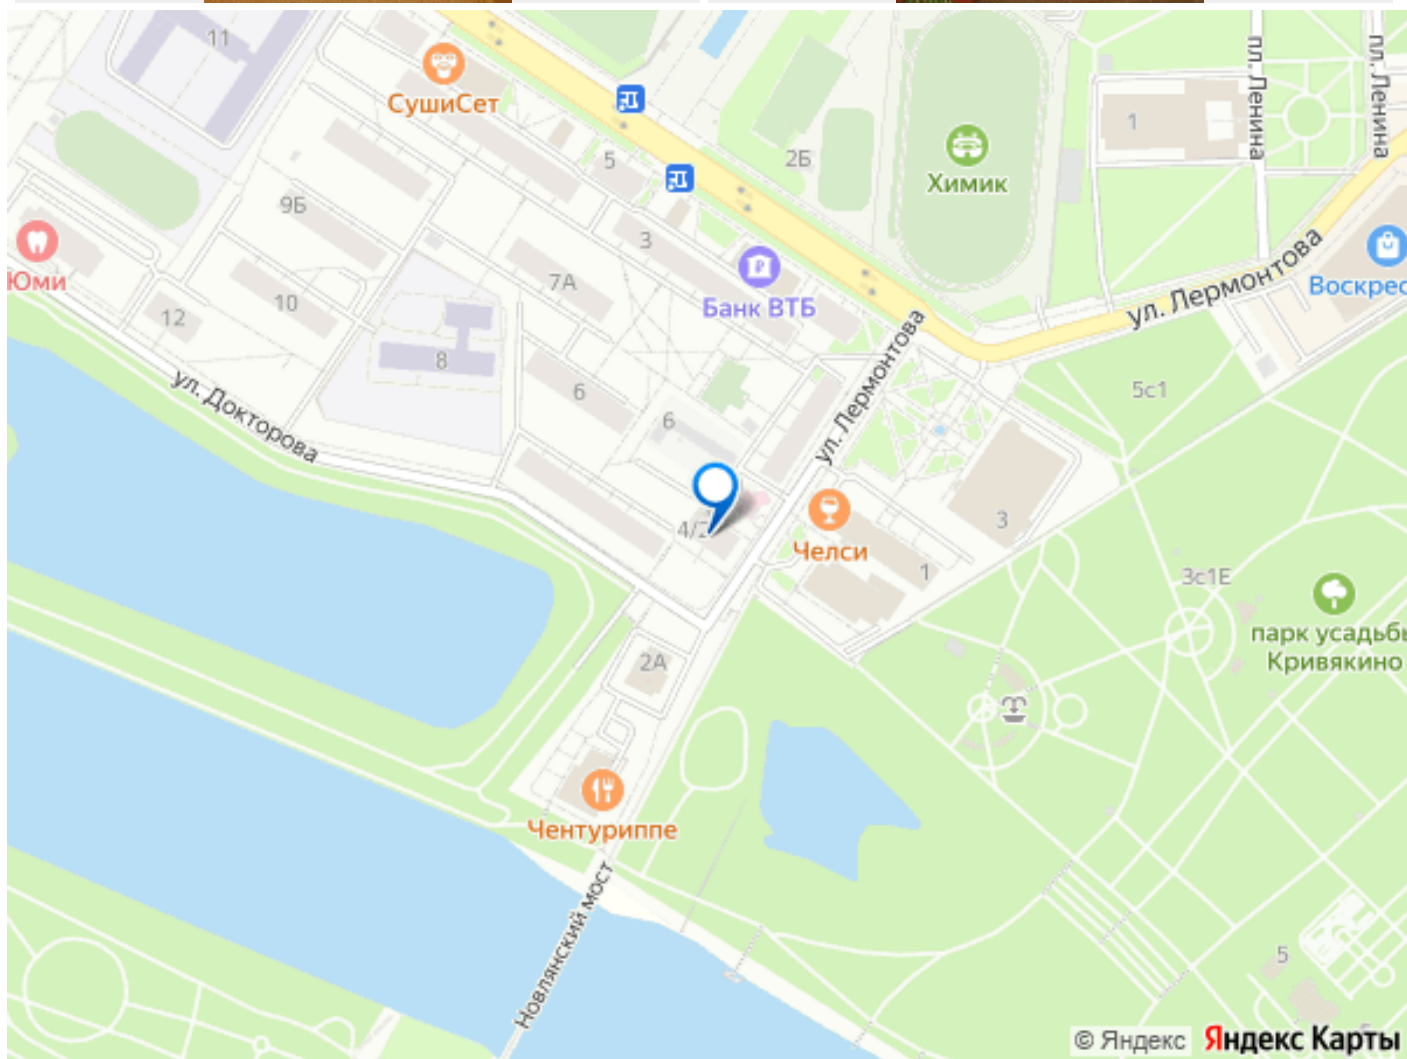 11
СушиСет
5
2Б
Химик
1
пл. Ленина
пл. Ленина
9Б
3
7А
Банк ВТБ
Юми
12
10
8
6
6
ул. Докторова
ул. Лермонтова
ул. Лермонтова
Воскрес
5с1
4/2
Челси
3
1
3с1Е
парк усадьбы
Кривякино
2А
Чентуриппе
Новлянский мост
5
© Яндекс Яндекс Карты